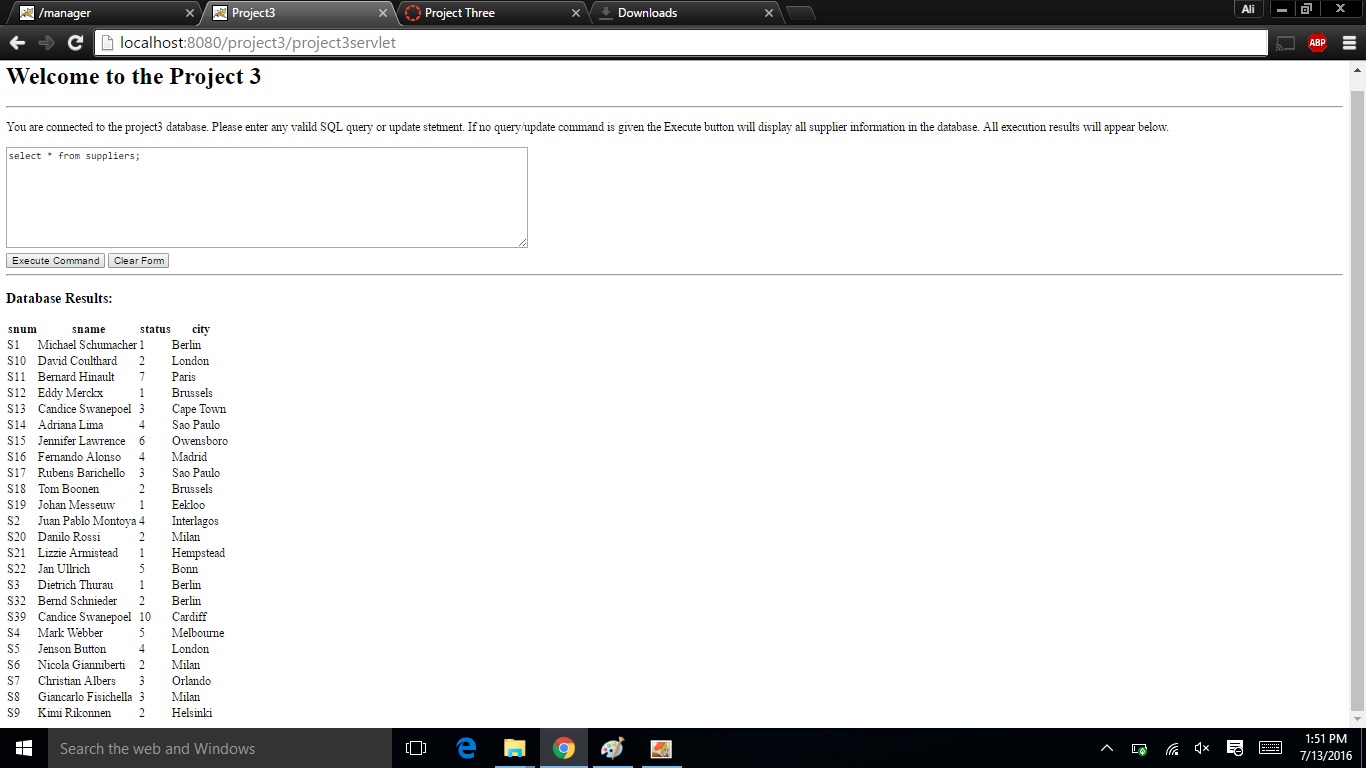 /manager
Project3
Project Three
Downloads
Ali
localhost:8080/project3/project3servlet
ABP
Welcome to the Project 3
You are connected to the project3 database. Please enter any valild SQL query or update stetment. If no query/update command is given the Execute button will display all supplier information in the database. All execution results will appear below.
select * from suppliers;
Execute Command Clear Form
Database Results:
snum sname status city
S1 Michael Schumacher 1 Berlin
S10 David Coulthard 2 London
S11 Bernard Hinault 7 Paris
S12 Eddy Merckx 1 Brussels
S13 Candice Swanepoel 3 Cape Town
S14 Adriana Lima 4 Sao Paulo
S15 Jennifer Lawrence 6 Owensboro
S16 Fernando Alonso 4 Madrid
S17 Rubens Barichello 3 Sao Paulo
S18 Tom Boonen 2 Brussels
S19 Johan Messeuw 1 Eekloo
S2 Juan Pablo Montoya 4 Interlagos
S20 Danilo Rossi 2 Milan
S21 Lizzie Armistead 1 Hempstead
S22 Jan Ullrich 5 Bonn
S3 Dietrich Thurau 1 Berlin
S32 Bernd Schnieder 2 Berlin
S39 Candice Swanepoel 10 Cardiff
S4 Mark Webber 5 Melbourne
S5 Jenson Button 4 London
S6 Nicola Gianniberti 2 Milan
S7 Christian Albers 3 Orlando
S8 Giancarlo Fisichella 3 Milan
S9 Kimi Rikonnen 2 Helsinki
Search the web and Windows
1:51 PM
7/13/2016